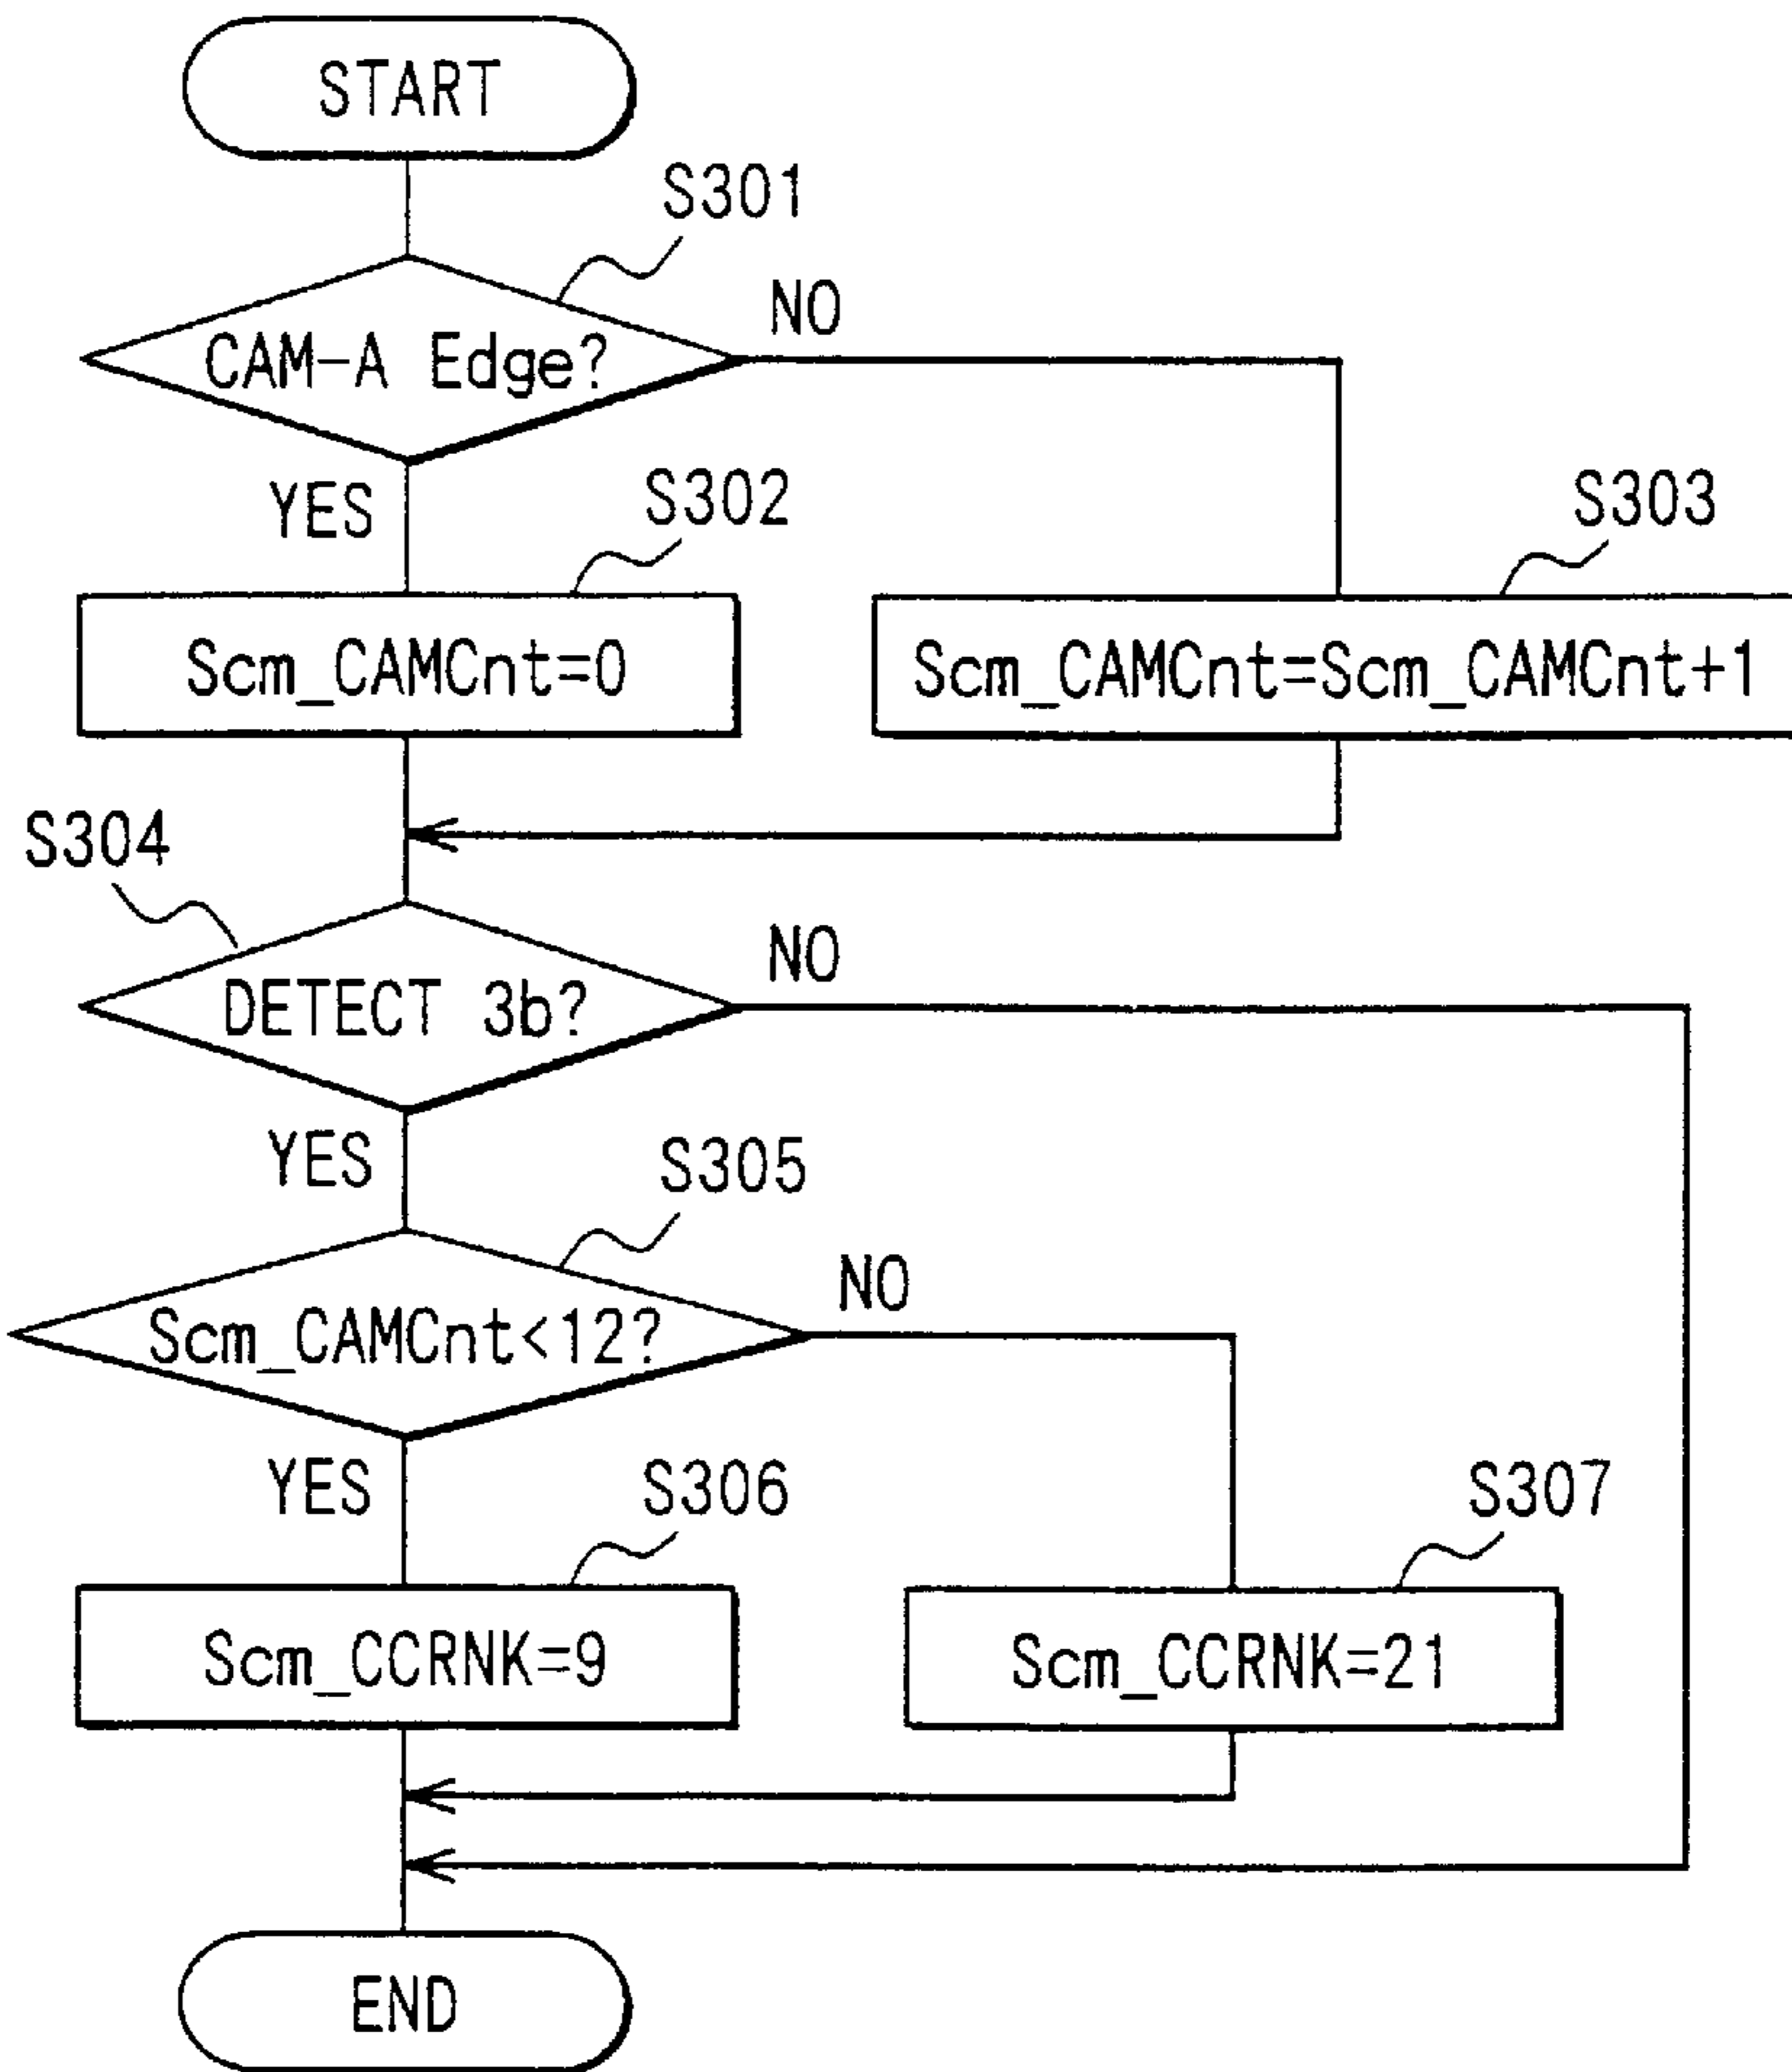 START
S301
CAM-A Edge?
NO
YES
S302
S303
Scm_CAMCnt=0
Scm_CAMCnt=Scm_CAMCnt+1
S304
DETECT 3b?
NO
YES
S305
Scm_CAMCnt<12?
NO
YES
S306
S307
Scm_CCRNK=9
Scm_CCRNK=21
END